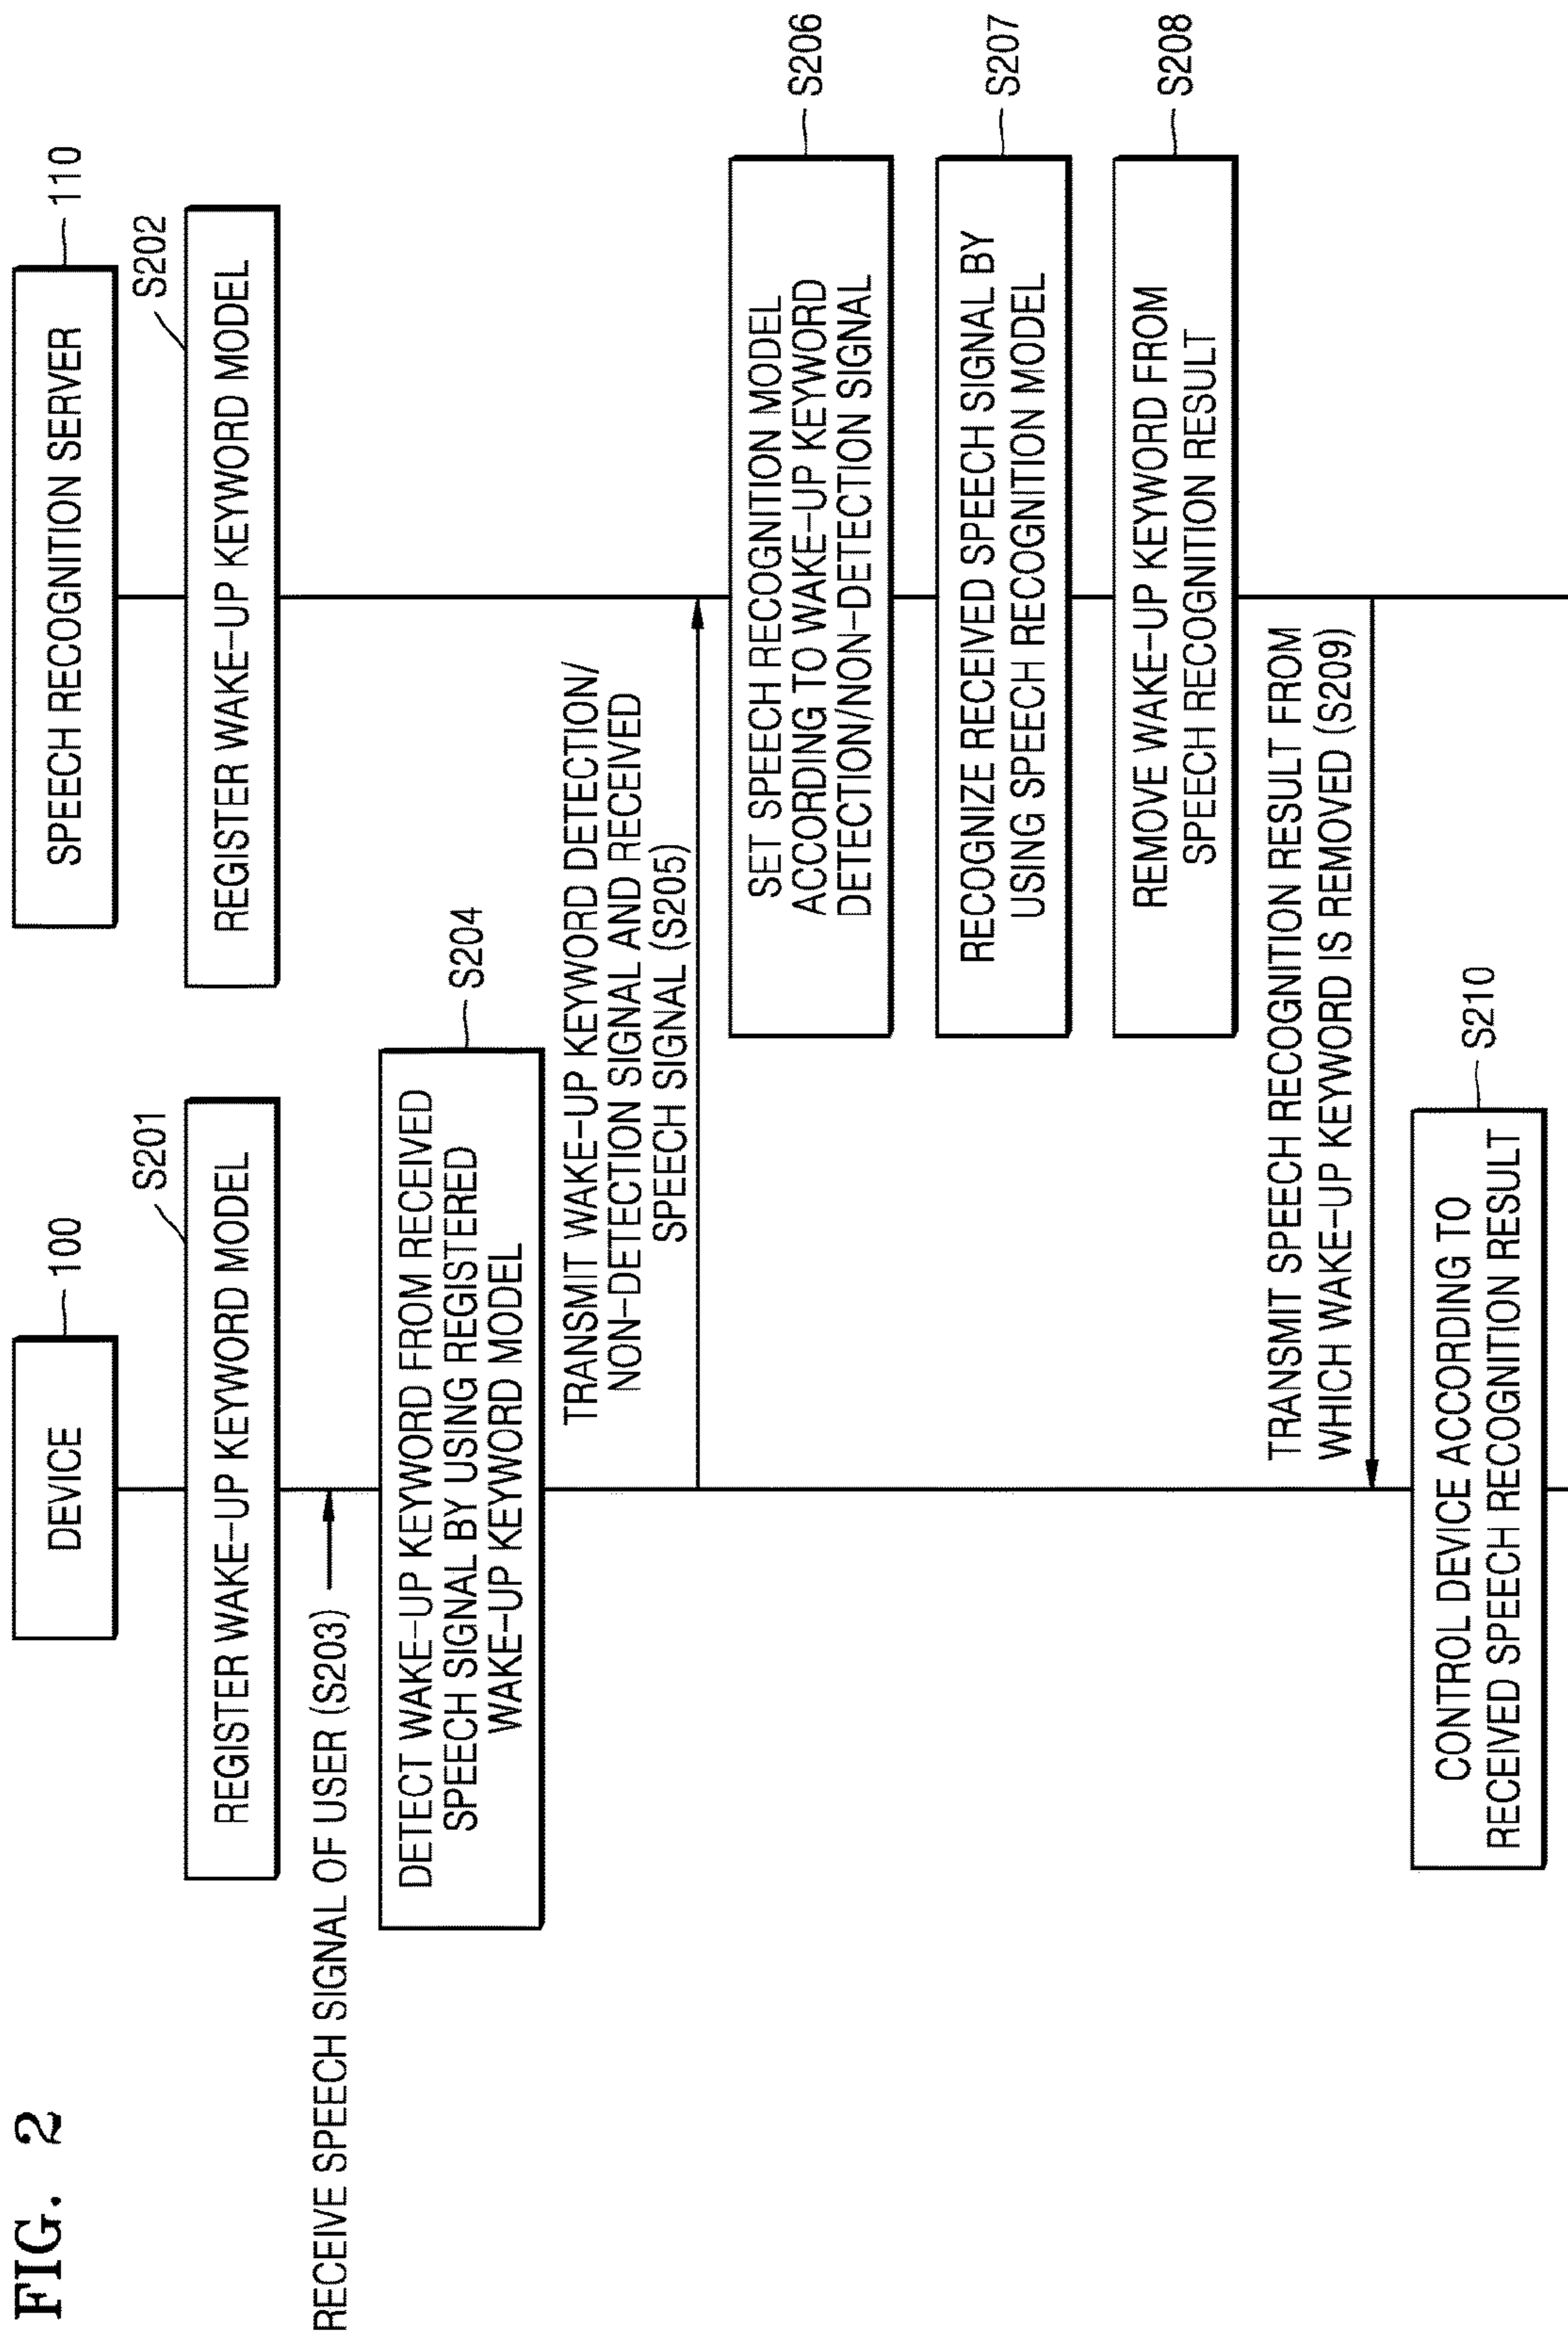 FIG. 2
DEVICE
100
SPEECH RECOGNITION SERVER
110
S201
REGISTER WAKE-UP KEYWORD MODEL
S202
REGISTER WAKE-UP KEYWORD MODEL
RECEIVE SPEECH SIGNAL OF USER (S203)
DETECT WAKE-UP KEYWORD FROM RECEIVED
SPEECH SIGNAL BY USING REGISTERED
WAKE-UP KEYWORD MODEL
S204
TRANSMIT WAKE-UP KEYWORD DETECTION/
NON-DETECTION SIGNAL AND RECEIVED
SPEECH SIGNAL (S205)
SET SPEECH RECOGNITION MODEL
ACCORDING TO WAKE-UP KEYWORD
DETECTION/NON-DETECTION SIGNAL
S206
RECOGNIZE RECEIVED SPEECH SIGNAL BY
USING SPEECH RECOGNITION MODEL
S207
REMOVE WAKE-UP KEYWORD FROM
SPEECH RECOGNITION RESULT
S208
TRANSMIT SPEECH RECOGNITION RESULT FROM
WHICH WAKE-UP KEYWORD IS REMOVED (S209)
CONTROL DEVICE ACCORDING TO
RECEIVED SPEECH RECOGNITION RESULT
S210